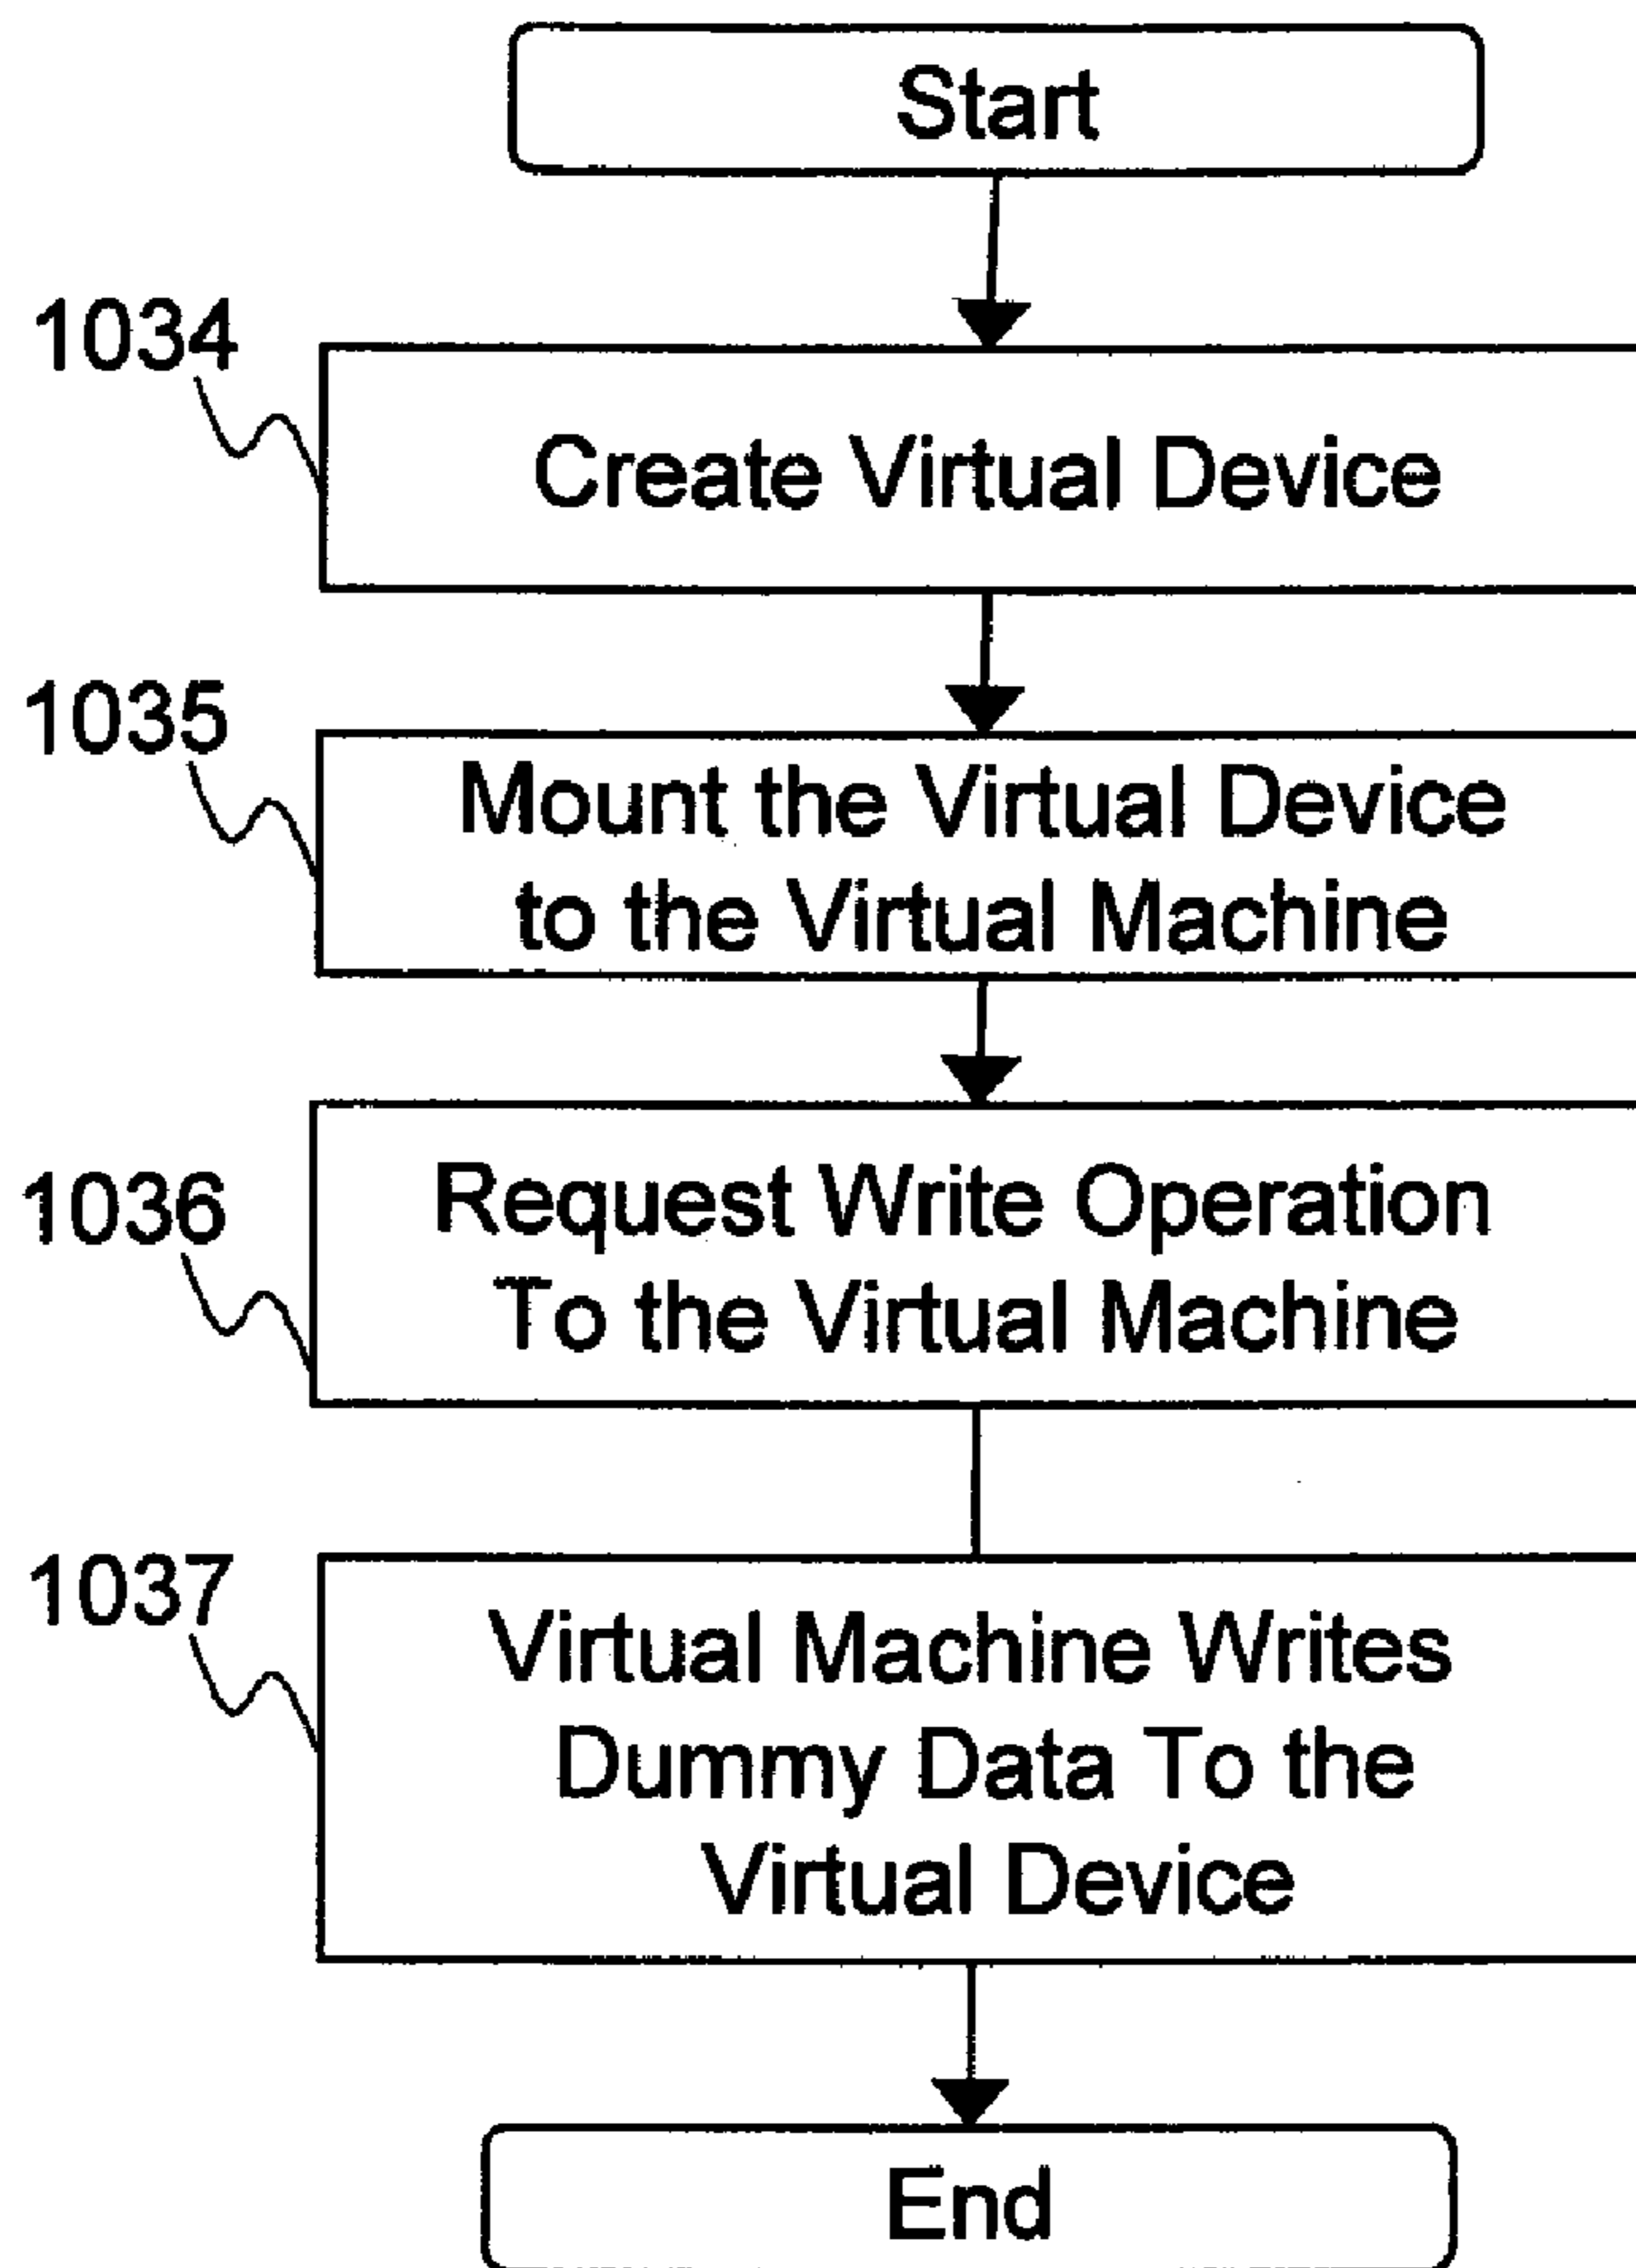 Start
1034
Create Virtual Device
1035
Mount the Virtual Device
to the Virtual Machine
1036
Request Write Operation
To the Virtual Machine
1037
Virtual Machine Writes
Dummy Data To the
Virtual Device
End